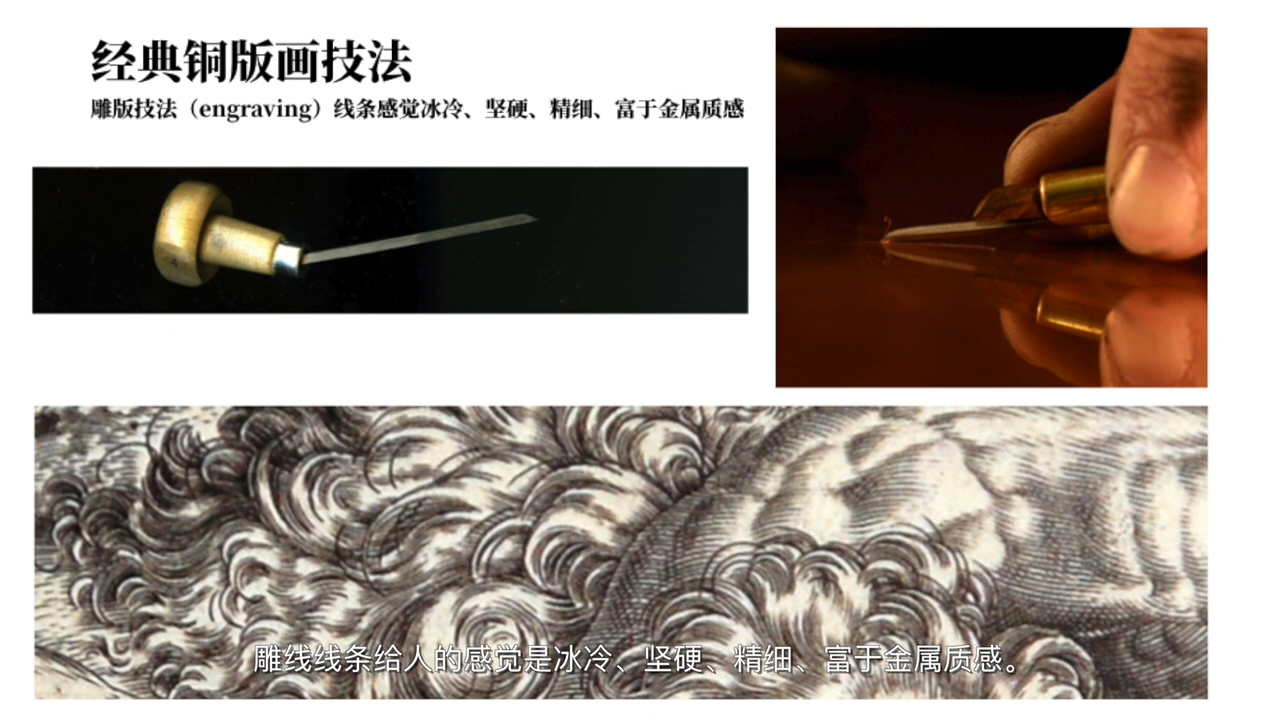 经典铜版画技法
雕版技法（engraving）线条感觉冰冷、坚硬、精细、富于金属质感
雕线线条给人的感觉是冰冷、坚硬、精细、富于金属质感。